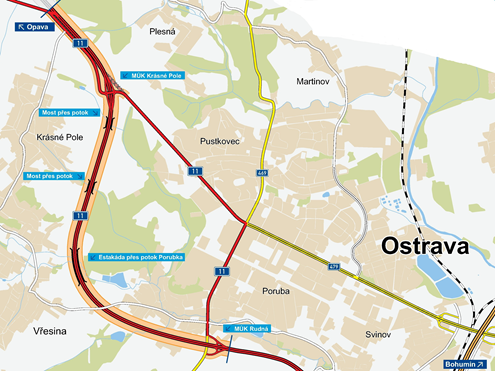 Opava
Plesná
11
MÚK Krásné Pole
Martinov
Most přes potok
Krásné Pole
Pustkovec
11
469
Most přes potok
11
Ostrava
Estakáda přes potok Porubka
479
11
Poruba
Vřesina
MÚK Rudná
Svinov
Bohumín